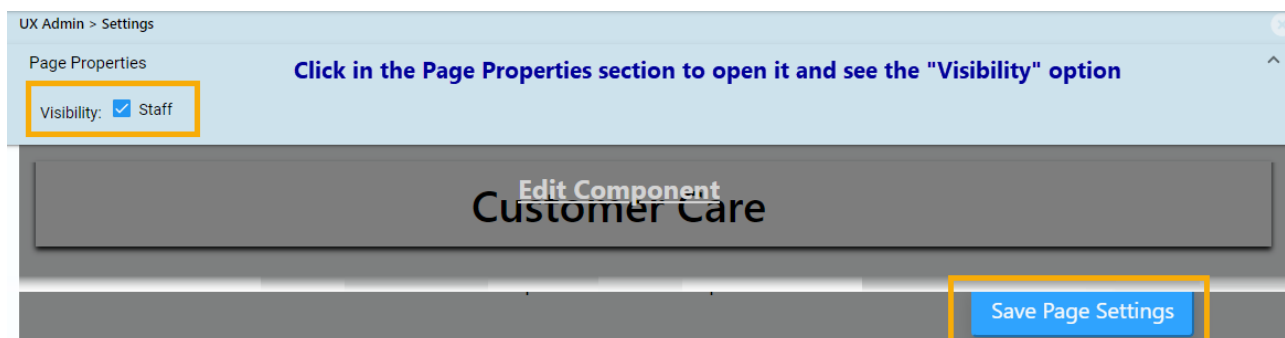 UX Admin > Settings
Page Properties
Click in the Page Properties section to open it and see the "Visibility" option
Visibility: Staff
Edit Component
Customer Care
Save Page Settings